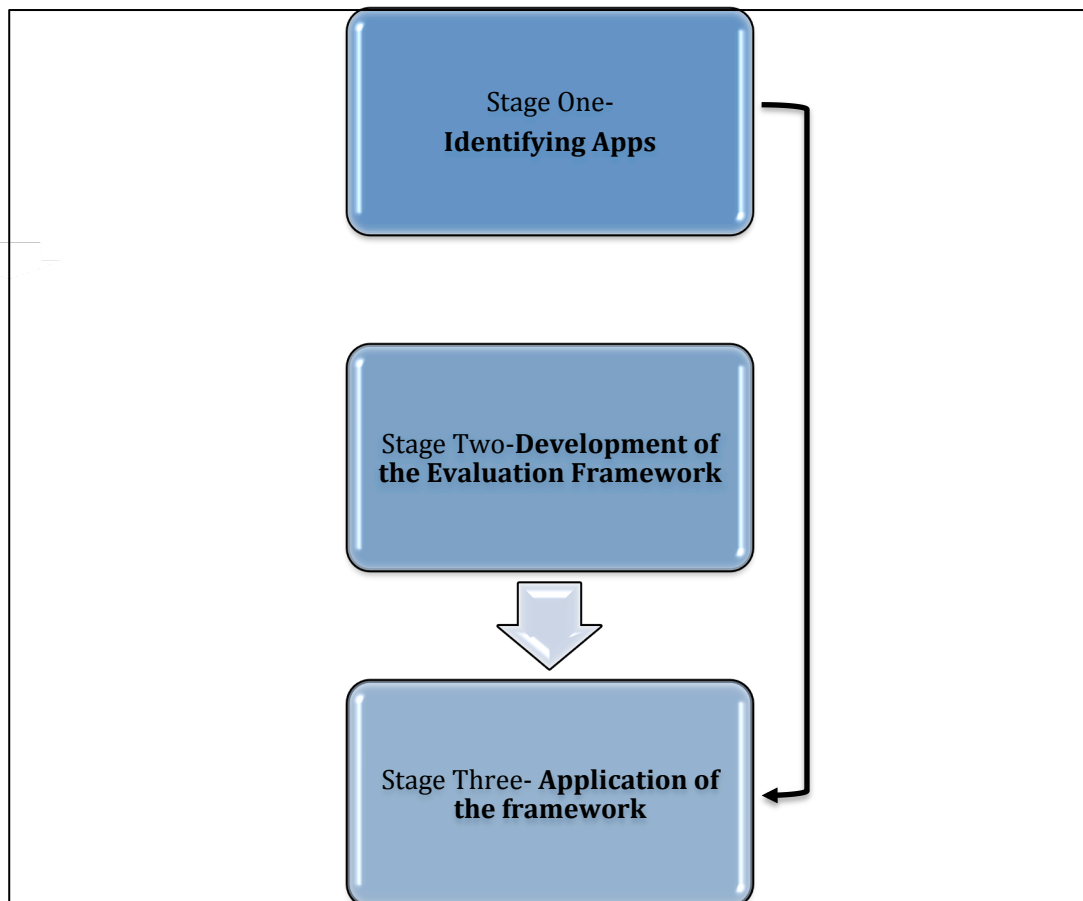 Stage One-
Identifying Apps
Stage Two-Development of
the Evaluation Framework
Stage Three- Application of
the framework